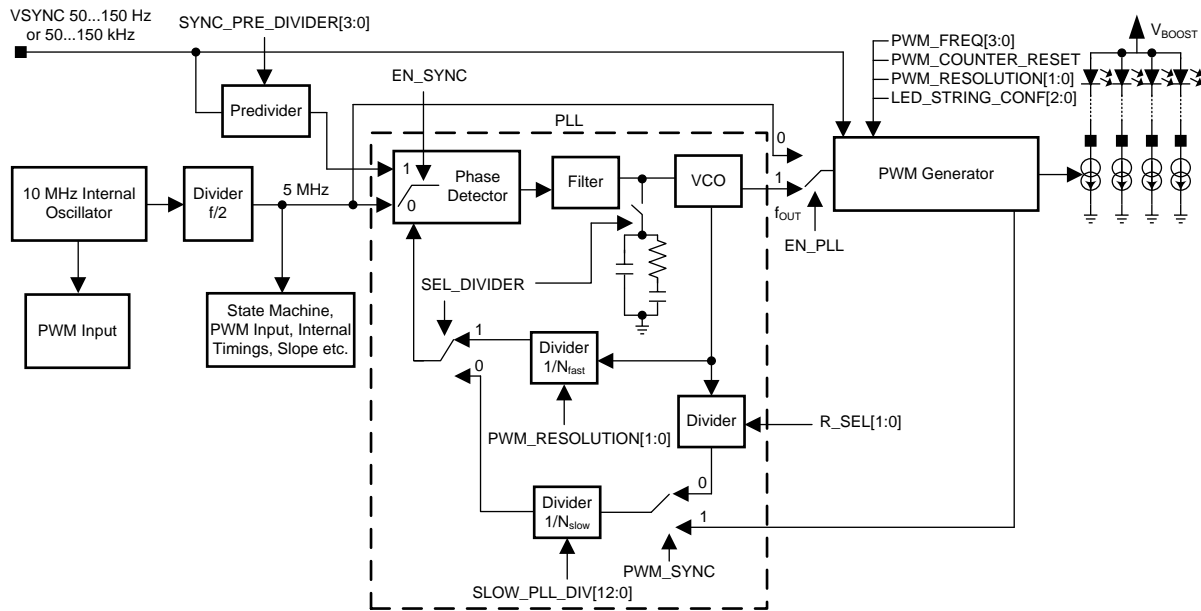 VSYNC 50...150 Hz
or 50...150 kHz
SYNC_PRE_DIVIDER[3:0]
EN_SYNC
Predivider
PLL
PWM_FREQ[3:0]
PWM_COUNTER_RESET
PWM_RESOLUTION[1:0]
LED_STRING_CONF[2:0]
VBOOST
10 MHz Internal
Oscillator
Divider
f/2
5 MHz
1
0
Phase
Detector
Filter
VCO
0
1
fOUT
EN_PLL
PWM Generator
PWM Input
State Machine,
PWM Input, Internal
Timings, Slope etc.
SEL_DIVIDER
1
0
Divider
1/Nfast
PWM_RESOLUTION[1:0]
Divider
R_SEL[1:0]
0
1
Divider
1/Nslow
PWM_SYNC
SLOW_PLL_DIV[12:0]